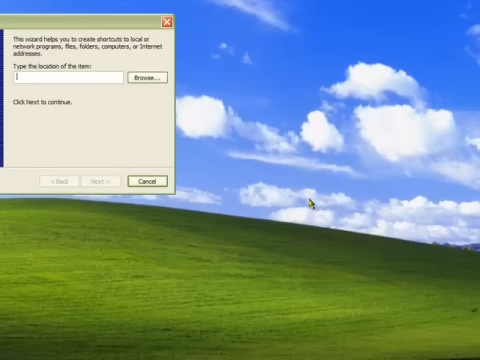 This wizard helps you to create shortcuts to local or
network programs, files, folders, computers, or Internet
addresses.
Type the location of the item:
Browse...
Click Next to continue.
< Back
Next >
Cancel